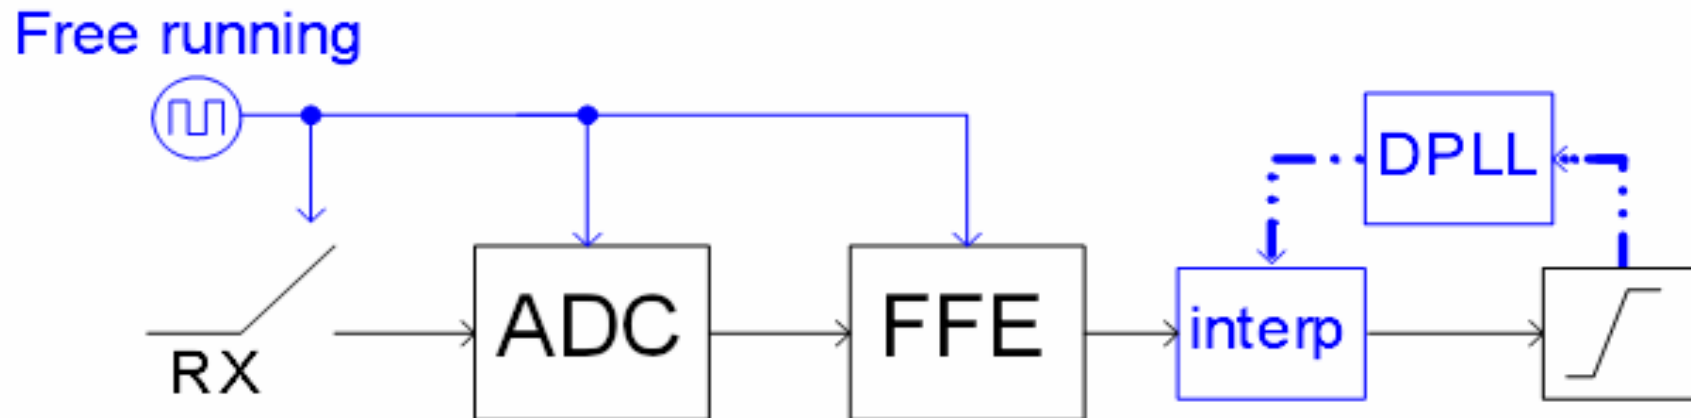 Free running
DPLL
ADC
FFE
interp
RX